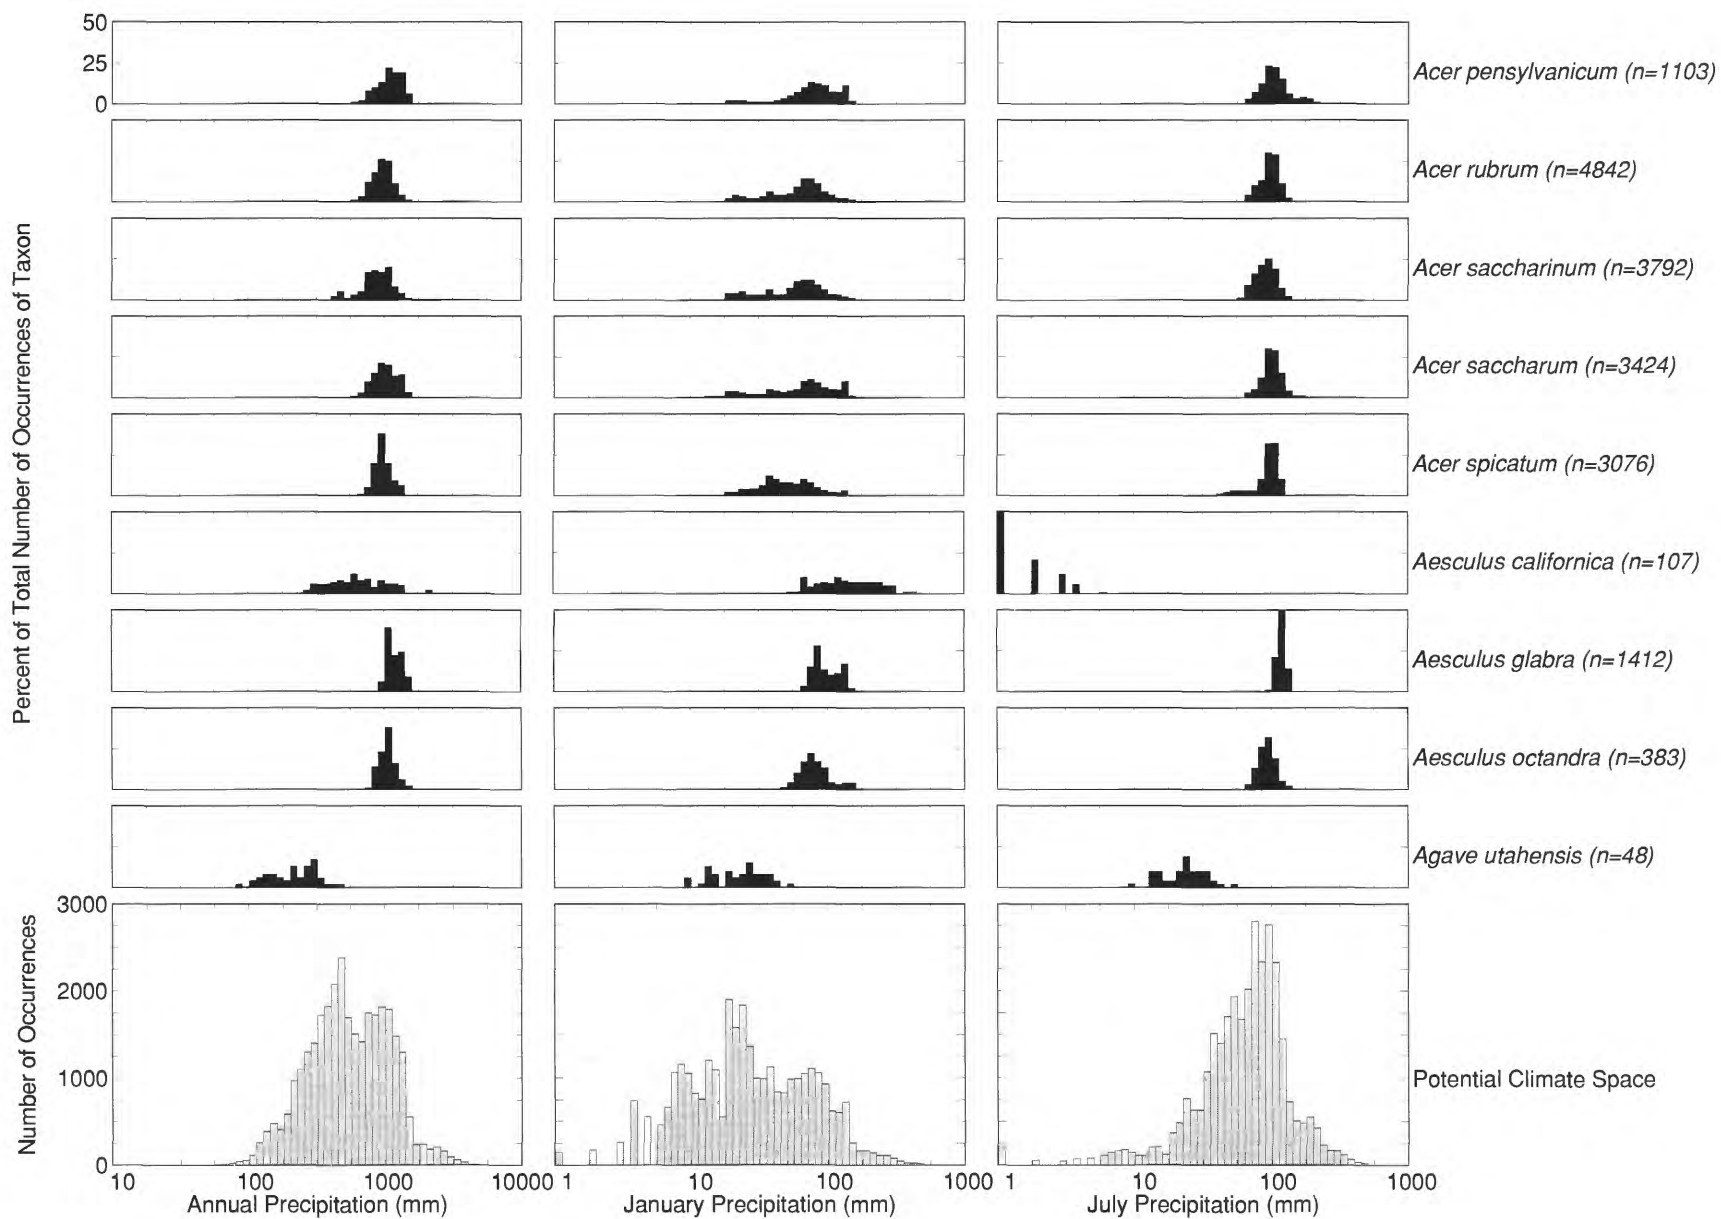 50
25
0
Acer pensylvanicum (n=1103)
Acer rubrum (n=4842)
Acer saccharinum (n=3792)
Acer saccharum (n=3424)
Acer spicatum (n=3076)
Aesculus californica (n=107)
Aesculus glabra (n=1412)
Aesculus octandra (n=383)
Agave utahensis (n=48)
Percent of Total Number of Occurrences of Taxon
3000
2000
1000
0
Number of Occurrences
Potential Climate Space
10 100 1000 10000 1 10 100 1000 1 10 100 1000
Annual Precipitation (mm) January Precipitation (mm) July Precipitation (mm)